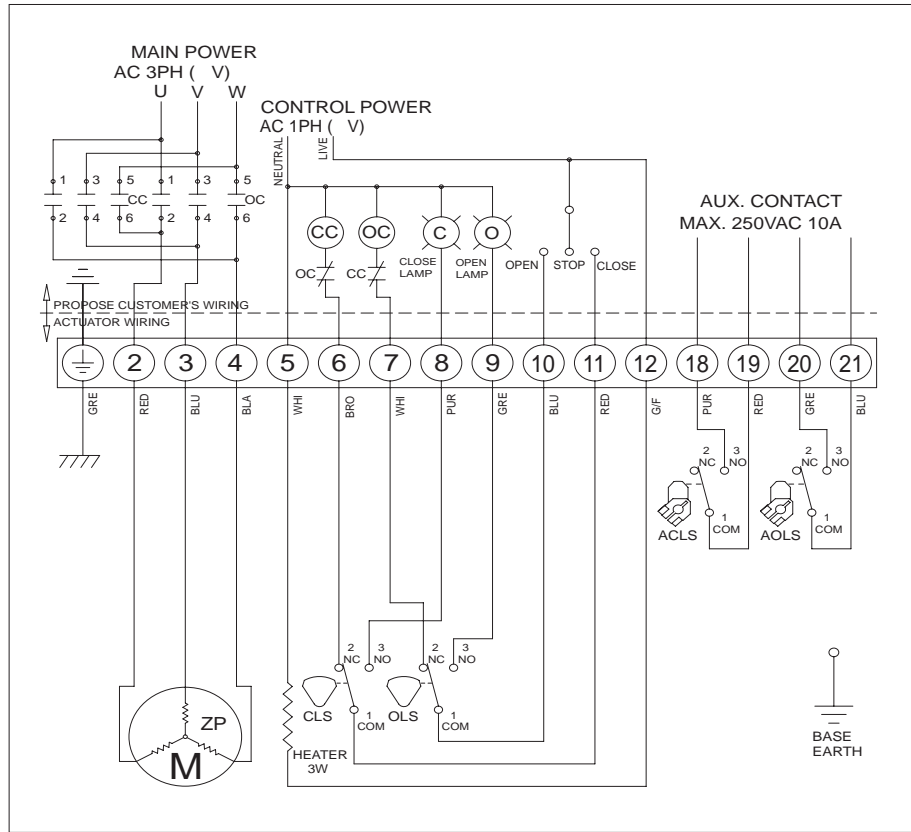 MAIN POWER
AC 3PH ( V)
U V W
CONTROL POWER
AC 1PH ( V)
NEUTRAL
LIVE
1 3 5 1 3 5
CC OC
2 4 6 2 4 6
CC OC C O
OC CC
CLOSE
LAMP
OPEN
LAMP
OPEN STOP CLOSE
AUX. CONTACT
MAX. 250VAC 10A
PROPOSE CUSTOMER'S WIRING
ACTUATOR WIRING
2 3 4 5 6 7 8 9 10 11 12 18 19 20 21
GRE RED BLU BLA WHI BRO WHI PUR GRE BLU RED G/F PUR RED GRE BLU
2 3
NC NO
1
COM
ACLS
2 3
NC NO
1
COM
AOLS
2 3
NC NO
1
COM
CLS
2 3
NC NO
1
COM
OLS
ZP
M
HEATER
3W
BASE
EARTH